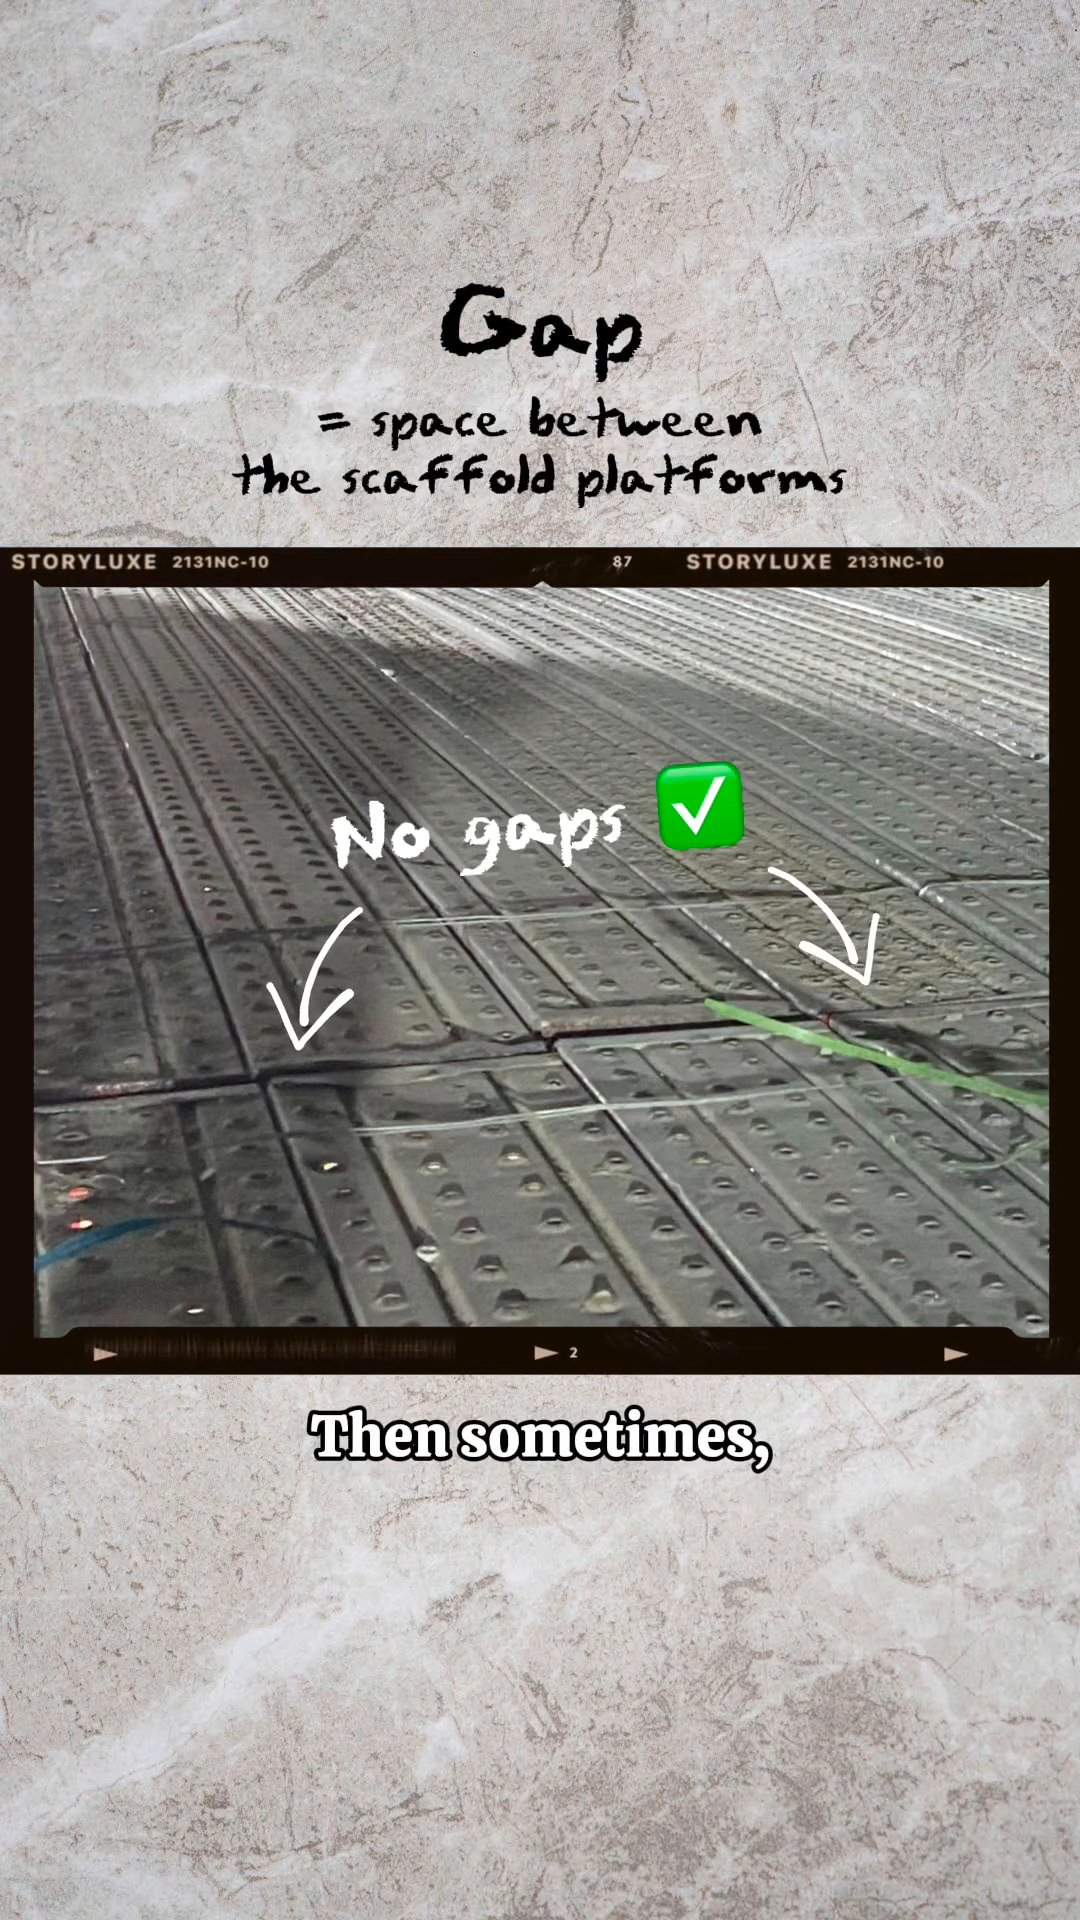 Gap
= space between
the scaffold platforms
STORYLUXE 2131NC-10 87 STORYLUXE 2131NC-10
No gaps ✅
2
Then sometimes,